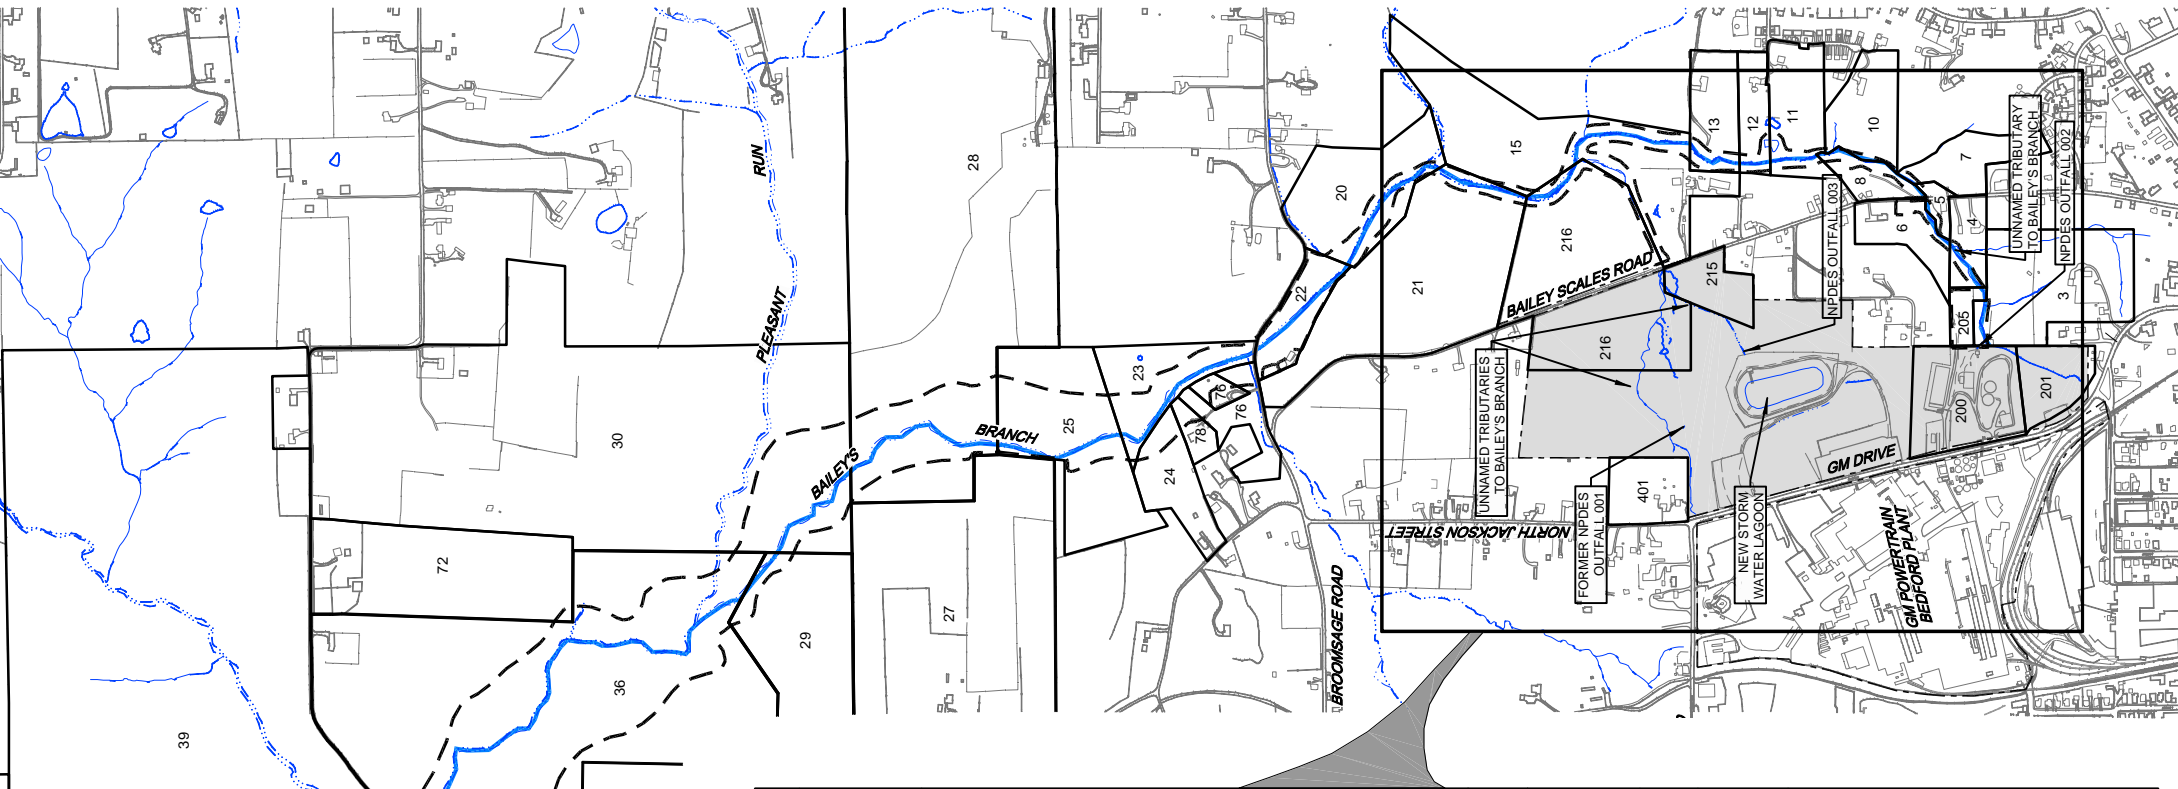 PLEASANT
RUN
BAILEY'S
BRANCH
BROOMSAGE ROAD
NORTH JACKSON STREET
BAILEY SCALES ROAD
GM DRIVE
GM POWERTRAIN
BEDFORD PLANT
UNNAMED TRIBUTARIES
TO BAILEY'S BRANCH
FORMER NPDES
OUTFALL 001
NEW STORM
WATER LAGOON
NPDES OUTFALL 003
UNNAMED TRIBUTARY
TO BAILEY'S BRANCH
NPDES OUTFALL 002
39
72
30
36
29
27
28
25
23
24
78
76
76
22
20
21
15
216
216
215
401
13
12
11
10
8
7
6
5
4
3
205
200
201